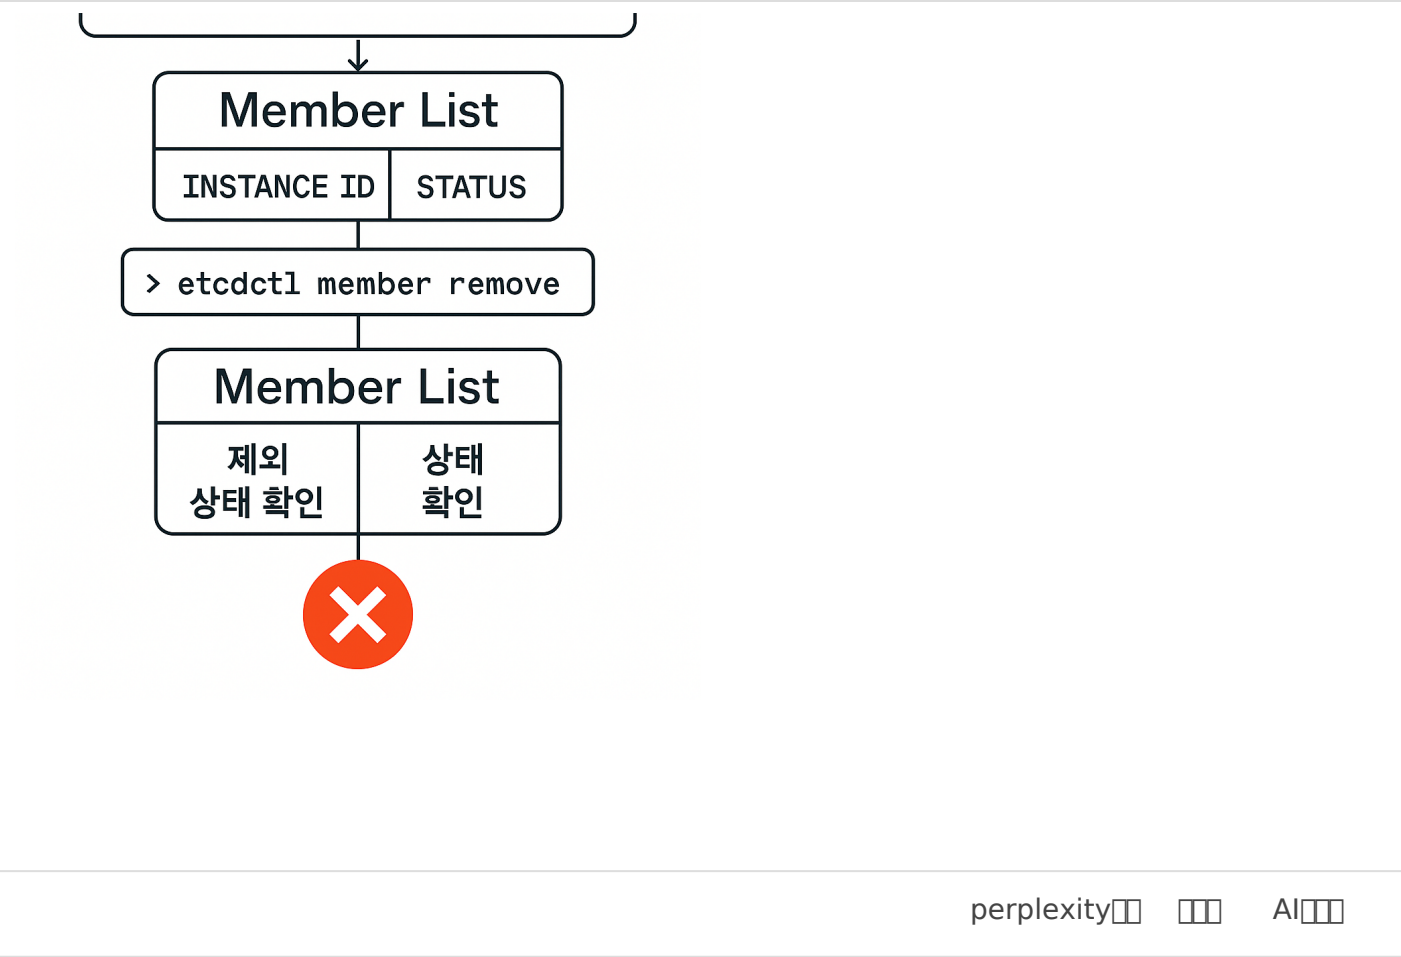 Member List
INSTANCE ID STATUS
> etcdctl member remove
Member List
제외 상태
상태 확인 확인
perplexity AI